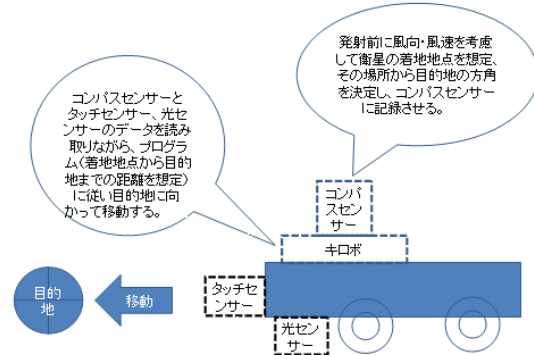 発射前に風向・風速を考慮
して衛星の着地地点を想定、
その場所から目的地の方角
を決定し、コンパスセンサー
に記録させる。
コンパスセンサーと
タッチセンサー、光セ
ンサーのデータを読み
取りながら、プログラ
ム(着地地点から目的
地までの距離を想定)
に従い目的地に向
かって移動する。
コンパ
スセン
サー
キロボ
タッチセ
ンサー
光セン
サー
移動
目的
地